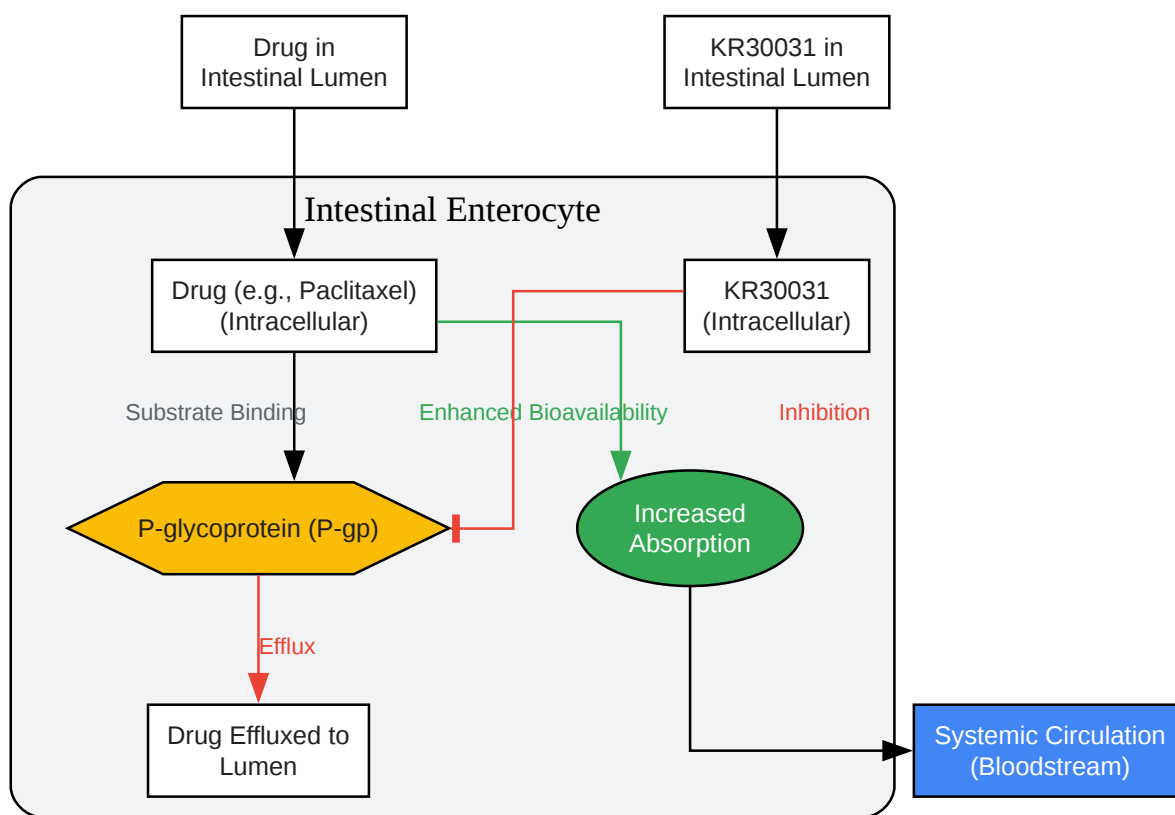 Drug in
Intestinal Lumen
KR30031 in
Intestinal Lumen
Intestinal Enterocyte
Drug (e.g., Paclitaxel)
(Intracellular)
KR30031
(Intracellular)
Substrate Binding
Enhanced Bioavailability
Inhibition
P-glycoprotein (P-gp)
Increased
Absorption
Efflux
Drug Effluxed to
Lumen
Systemic Circulation
(Bloodstream)